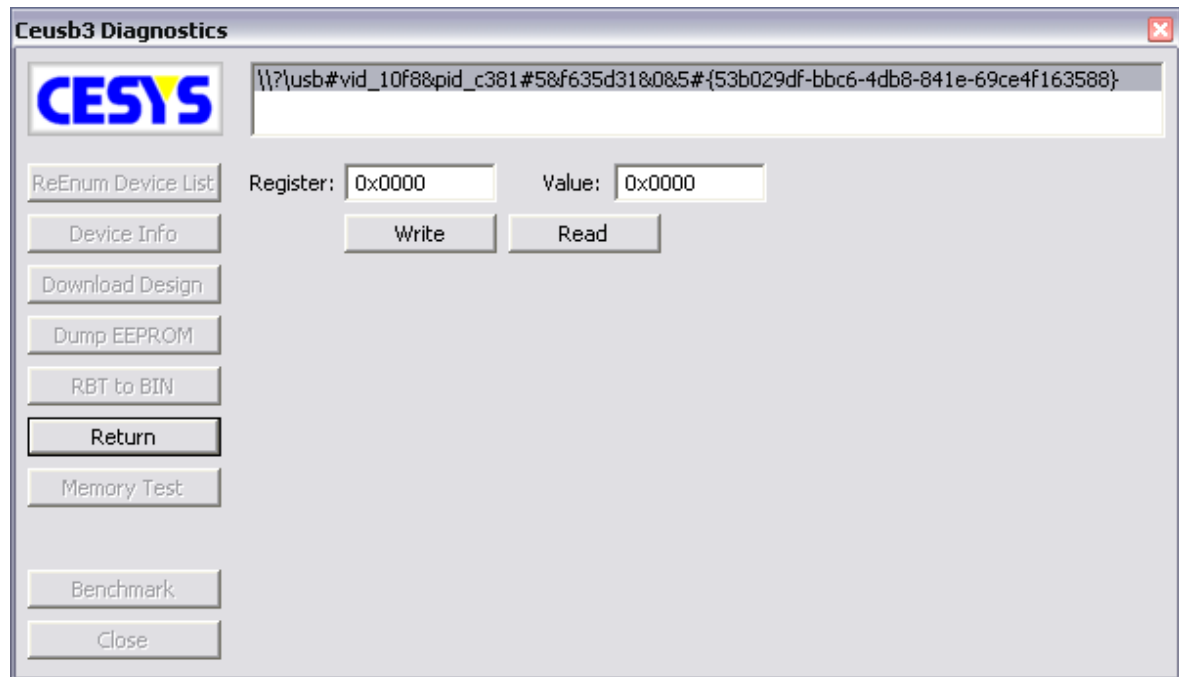 Ceusb3 Diagnostics
CESYS
\\?\usb#vid_10f8&pid_c381#5&f635d31&0&5#{53b029df-bbc6-4db8-841e-69ce4f163588}
ReEnum Device List
Register: 0x0000 Value: 0x0000
Device Info
Write Read
Download Design
Dump EEPROM
RBT to BIN
Return
Memory Test
Benchmark
Close